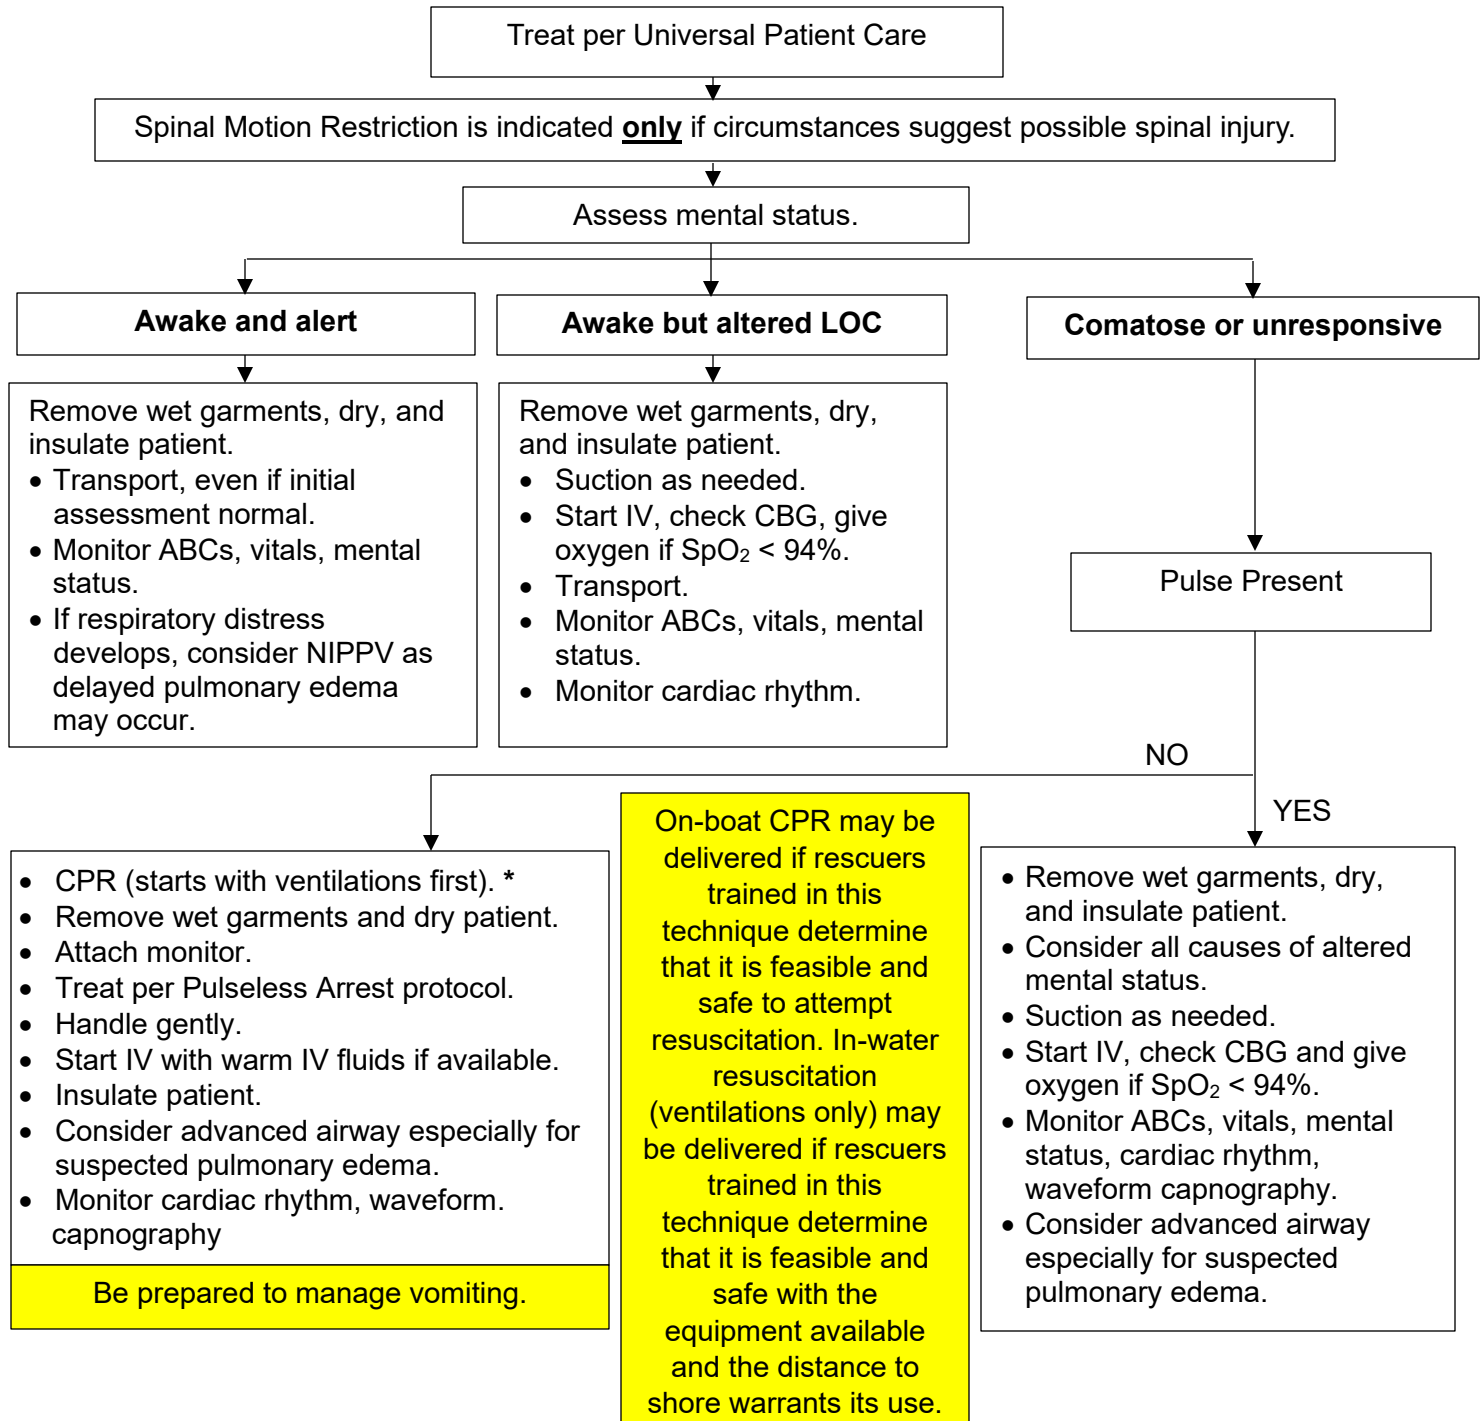 Treat per Universal Patient Care
Spinal Motion Restriction is indicated only if circumstances suggest possible spinal injury.
Assess mental status.
Awake and alert
Awake but altered LOC
Comatose or unresponsive
Remove wet garments, dry, and
insulate patient.
• Transport, even if initial
assessment normal.
• Monitor ABCs, vitals, mental
status.
• If respiratory distress
develops, consider NIPPV as
delayed pulmonary edema
may occur.
Remove wet garments, dry,
and insulate patient.
• Suction as needed.
• Start IV, check CBG, give
oxygen if SpO₂ < 94%.
• Transport.
• Monitor ABCs, vitals, mental
status.
• Monitor cardiac rhythm.
Pulse Present
NO
YES
• CPR (starts with ventilations first). *
• Remove wet garments and dry patient.
• Attach monitor.
• Treat per Pulseless Arrest protocol.
• Handle gently.
• Start IV with warm IV fluids if available.
• Insulate patient.
• Consider advanced airway especially for
suspected pulmonary edema.
• Monitor cardiac rhythm, waveform.
capnography
Be prepared to manage vomiting.
On-boat CPR may be
delivered if rescuers
trained in this
technique determine
that it is feasible and
safe to attempt
resuscitation. In-water
resuscitation
(ventilations only) may
be delivered if rescuers
trained in this
technique determine
that it is feasible and
safe with the
equipment available
and the distance to
shore warrants its use.
• Remove wet garments, dry,
and insulate patient.
• Consider all causes of altered
mental status.
• Suction as needed.
• Start IV, check CBG and give
oxygen if SpO₂ < 94%.
• Monitor ABCs, vitals, mental
status, cardiac rhythm,
waveform capnography.
• Consider advanced airway
especially for suspected
pulmonary edema.